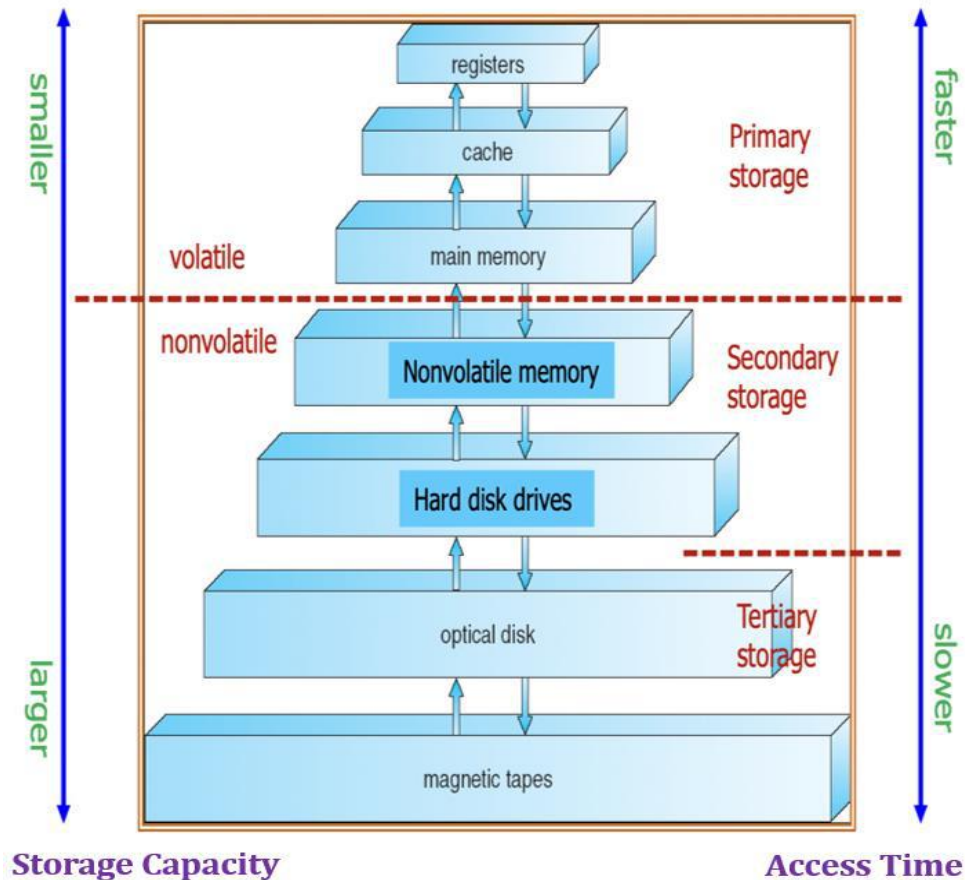 registers
smaller
faster
cache
Primary
storage
main memory
volatile
nonvolatile
Nonvolatile memory
Secondary
storage
Hard disk drives
optical disk
Tertiary
storage
larger
slower
magnetic tapes
Storage Capacity
Access Time